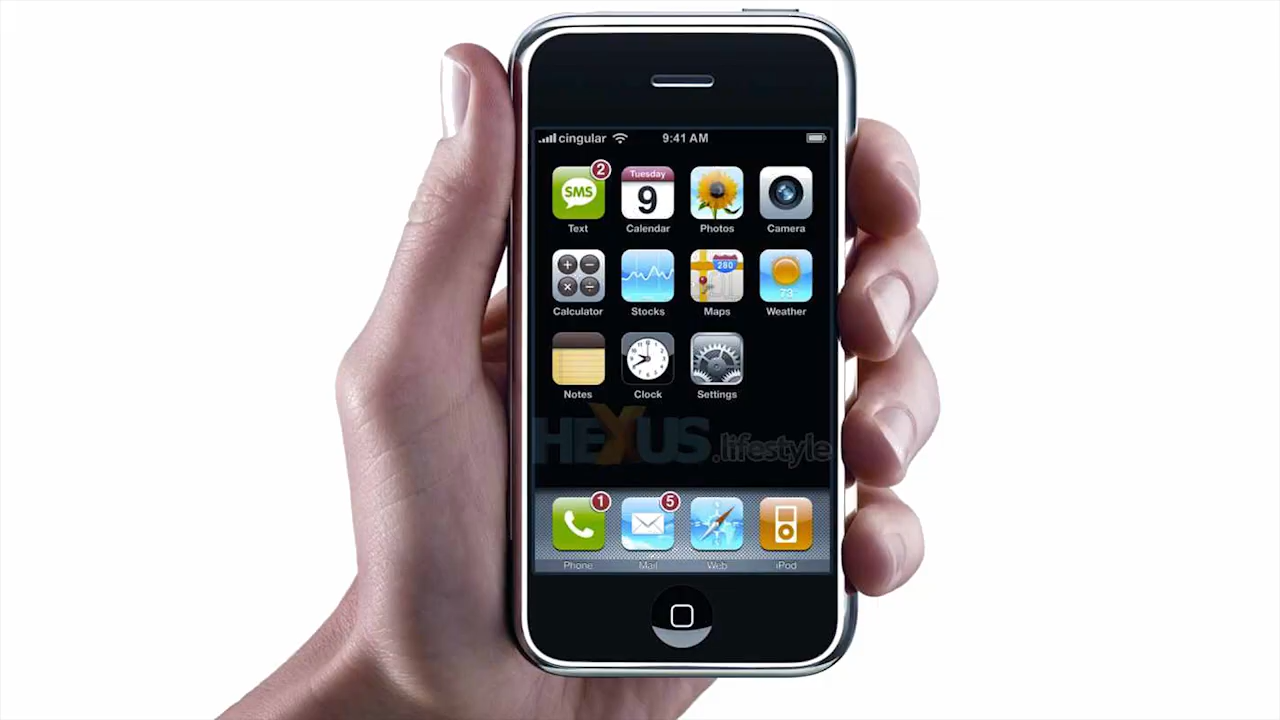 cingular 9:41 AM
2
SMS Tuesday
9
Text Calendar Photos Camera
280
73°
Calculator Stocks Maps Weather
Notes Clock Settings
HEXUS.lifestyle
1 5
Phone Mail Web iPod